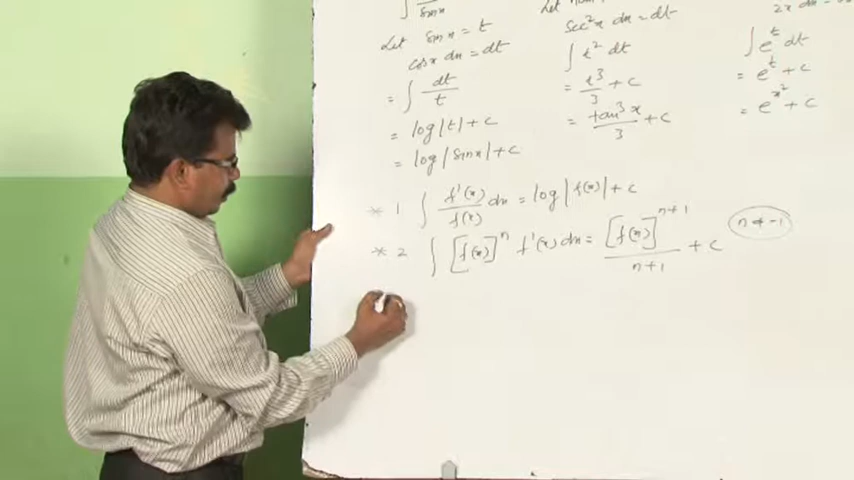 ∫ sinx
Let sinx = t
cosx dx = dt
= ∫ dt/t
= log|t| + c
= log|sinx| + c
Let
sec²x dx = dt
∫ t² dt
= t³/3 + c
= tan³x/3 + c
2x dx
∫ e^t dt
= e^t + c
= e^x² + c
* 1 ∫ f'(x)/f(x) dx = log|f(x)| + c
* 2 ∫ [f(x)]^n f'(x) dx = [f(x)]^n+1/n+1 + c n ≠ -1